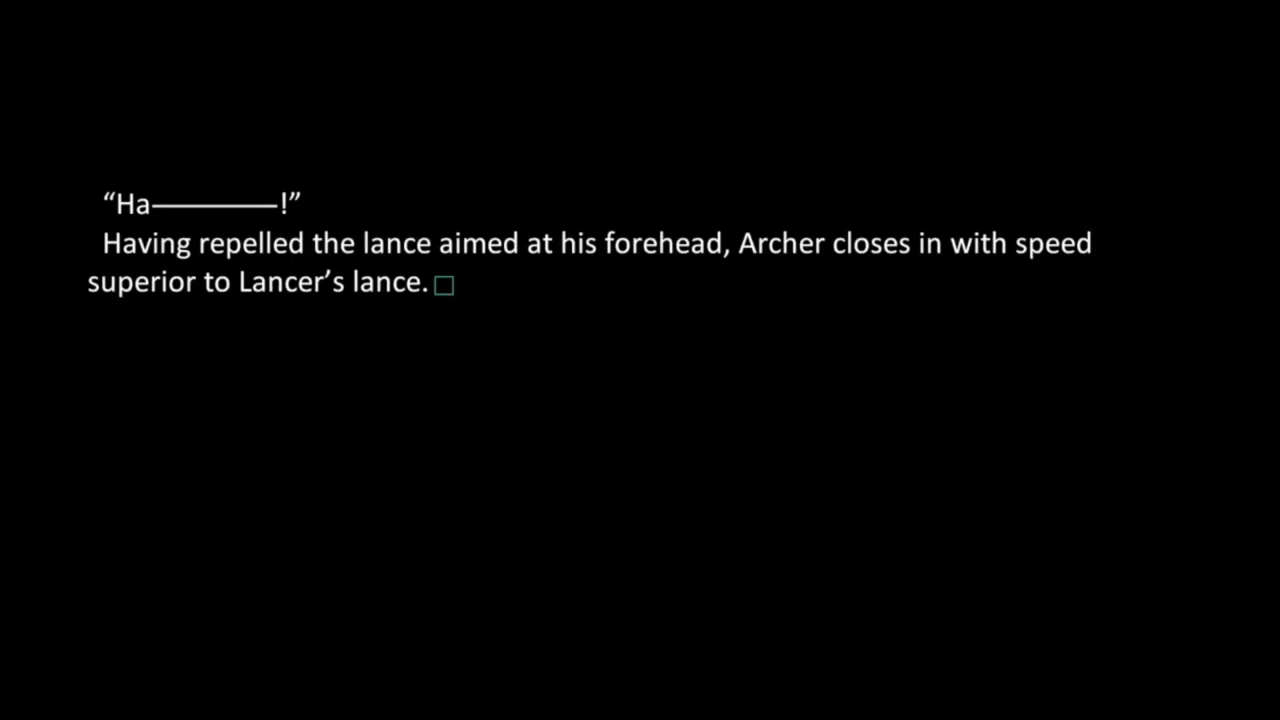 “Ha————!”
Having repelled the lance aimed at his forehead, Archer closes in with speed
superior to Lancer’s lance.